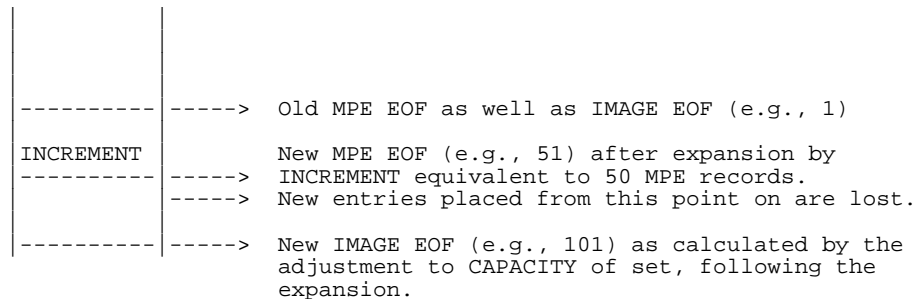 ----------|-----> Old MPE EOF as well as IMAGE EOF (e.g., 1)
INCREMENT New MPE EOF (e.g., 51) after expansion by
----------|-----> INCREMENT equivalent to 50 MPE records.
-----> New entries placed from this point on are lost.
----------|-----> New IMAGE EOF (e.g., 101) as calculated by the
adjustment to CAPACITY of set, following the
expansion.